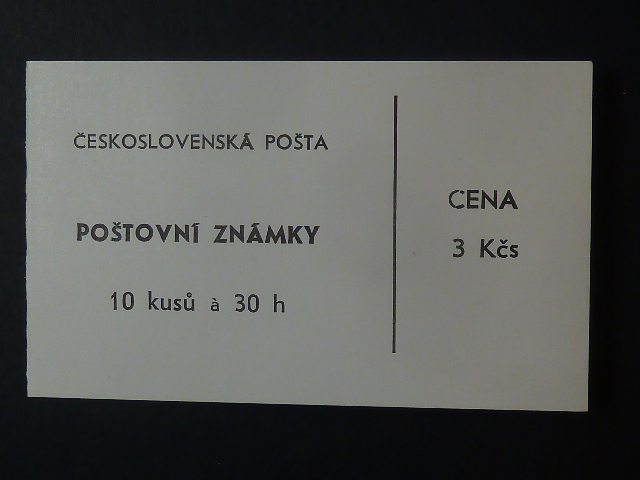 ČESKOSLOVENSKÁ POŠTA
POŠTOVNÍ ZNÁMKY
10 kusů à 30 h
CENA
3 Kčs